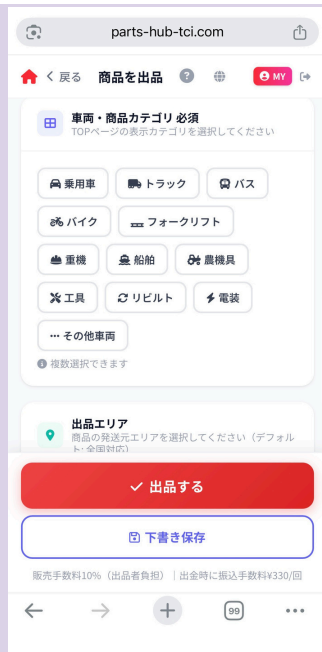 parts-hub-tci.com
戻る 商品を出品 ? MY
車両・商品カテゴリ 必須
TOPページの表示カテゴリを選択してください
乗用車 トラック バス
バイク フォークリフト
重機 船舶 農機具
工具 リビルト 電装
… その他車両
複数選択できます
出品エリア
商品の発送元エリアを選択してください（デフォル
ト: 全国対応）
出品する
下書き保存
販売手数料10%（出品者負担）｜出金時に振込手数料¥330/回
99